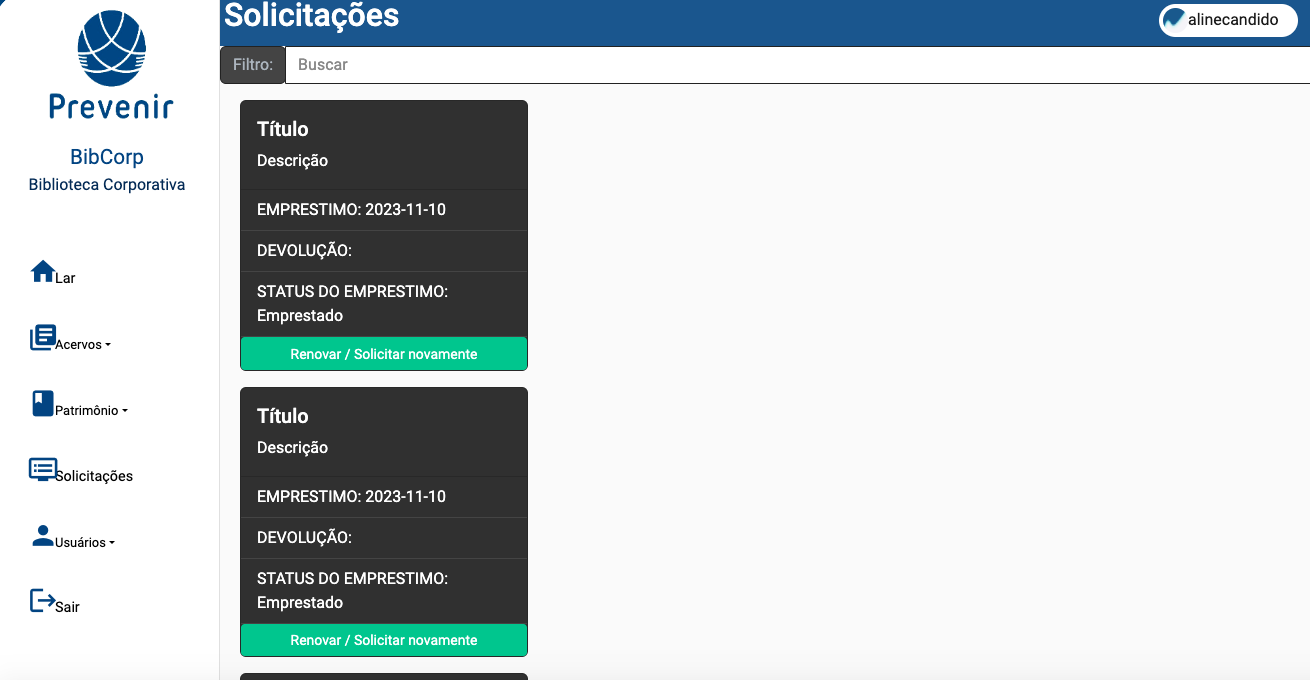 Prevenir
BibCorp
Biblioteca Corporativa
Lar
Acervos
Patrimônio
Solicitações
Usuários
Sair
Solicitações
alinecandido
Filtro: Buscar
Título
Descrição
EMPRESTIMO: 2023-11-10
DEVOLUÇÃO:
STATUS DO EMPRESTIMO:
Emprestado
Renovar / Solicitar novamente
Título
Descrição
EMPRESTIMO: 2023-11-10
DEVOLUÇÃO:
STATUS DO EMPRESTIMO:
Emprestado
Renovar / Solicitar novamente